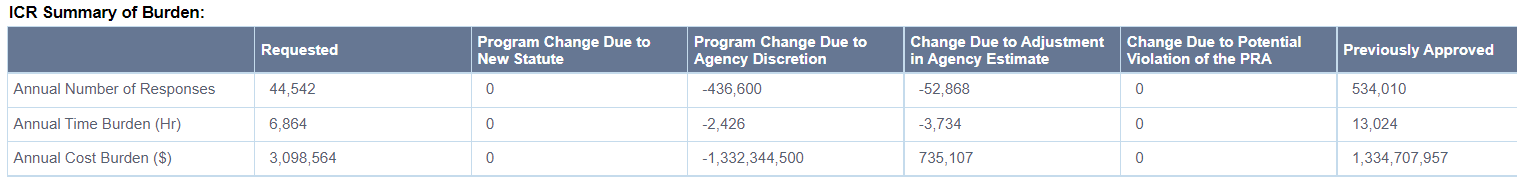 ICR Summary of Burden:
Requested Program Change Due to New Statute Program Change Due to Agency Discretion Change Due to Adjustment in Agency Estimate Change Due to Potential Violation of the PRA Previously Approved
Annual Number of Responses 44,542 0 -436,600 -52,868 0 534,010
Annual Time Burden (Hr) 6,864 0 -2,426 -3,734 0 13,024
Annual Cost Burden ($) 3,098,564 0 -1,332,344,500 735,107 0 1,334,707,957